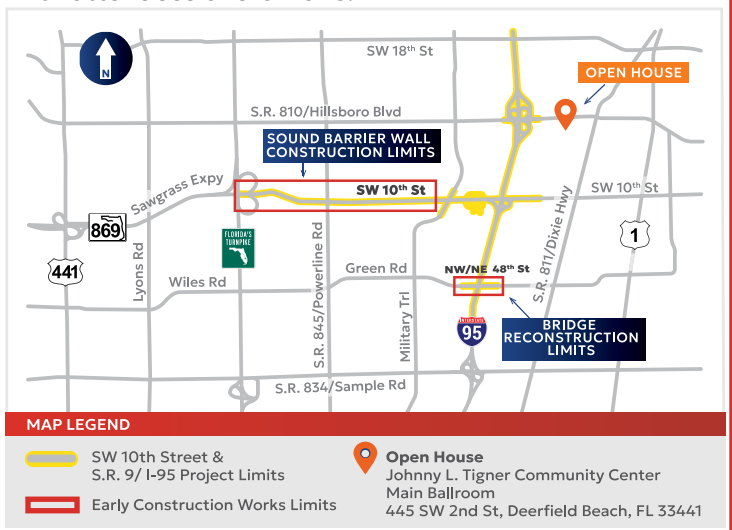 SW 18th St
N
OPEN HOUSE
S.R. 810/Hillsboro Blvd
SOUND BARRIER WALL
CONSTRUCTION LIMITS
Sawgrass Expy
SW 10th St
SW 10th St
869
FLORIDA'S
TURNPIKE
441
Lyons Rd
S.R. 845/Powerline Rd
Military Trl
S.R. 811/Dixie Hwy
1
Wiles Rd
Green Rd
NW/NE 48th St
INTERSTATE
95
BRIDGE
RECONSTRUCTION
LIMITS
S.R. 834/Sample Rd
MAP LEGEND
SW 10th Street &
S.R. 9/ I-95 Project Limits
Early Construction Works Limits
Open House
Johnny L. Tigner Community Center
Main Ballroom
445 SW 2nd St, Deerfield Beach, FL 33441